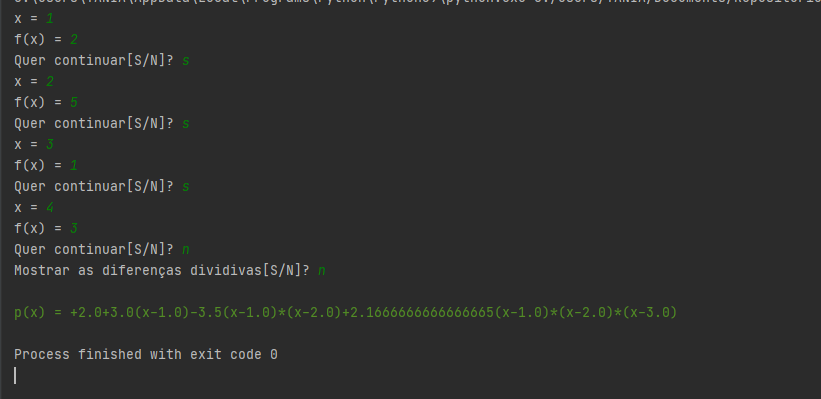 x = 1
f(x) = 2
Quer continuar[S/N]? s
x = 2
f(x) = 5
Quer continuar[S/N]? s
x = 3
f(x) = 1
Quer continuar[S/N]? s
x = 4
f(x) = 3
Quer continuar[S/N]? n
Mostrar as diferenças dividivas[S/N]? n
p(x) = +2.0+3.0(x-1.0)-3.5(x-1.0)*(x-2.0)+2.1666666666666665(x-1.0)*(x-2.0)*(x-3.0)
Process finished with exit code 0